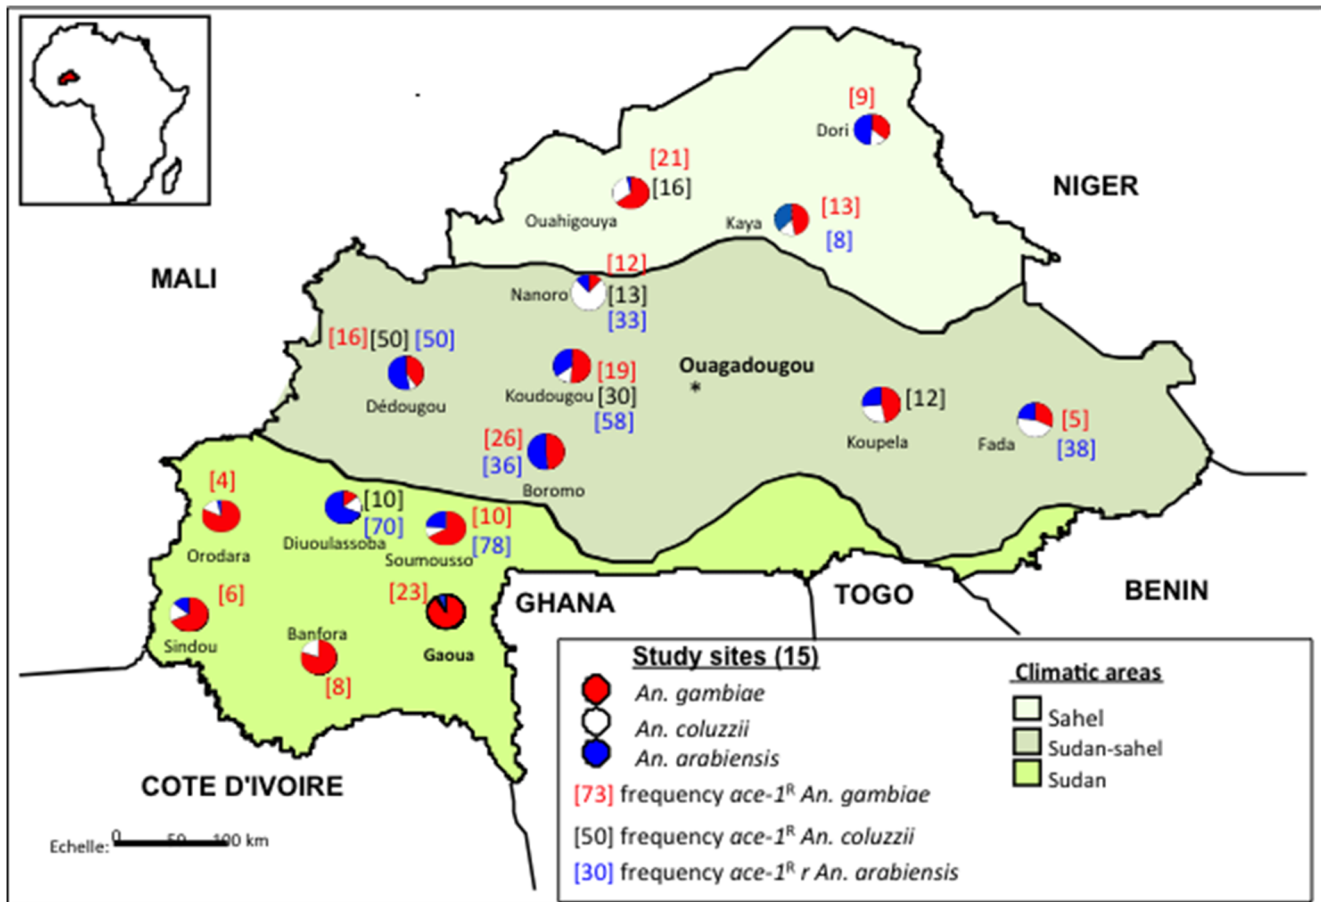 [9]
Dori
[21]
[16]
Ouahigouya
NIGER
[13]
Kaya
[8]
MALI
[12]
Nanoro
[13]
[33]
[16] [50] [50]
Dédougou
Ouagadougou
*
[19]
Koudougou [30]
[58]
[12]
Koupela
[5]
Fada
[38]
[26]
[36]
Boromo
[4]
Orodara
[10]
[70]
Diuoulassoba
[10]
[78]
Soumousso
[6]
Sindou
Banfora
[8]
[23]
Gaoua
GHANA
TOGO
BENIN
COTE D'IVOIRE
Echelle: 0 50 100 km
Study sites (15)
An. gambiae
An. coluzzii
An. arabiensis
[73] frequency ace-1ᴿ An. gambiae
[50] frequency ace-1ᴿ An. coluzzii
[30] frequency ace-1ᴿ r An. arabiensis
Climatic areas
Sahel
Sudan-sahel
Sudan